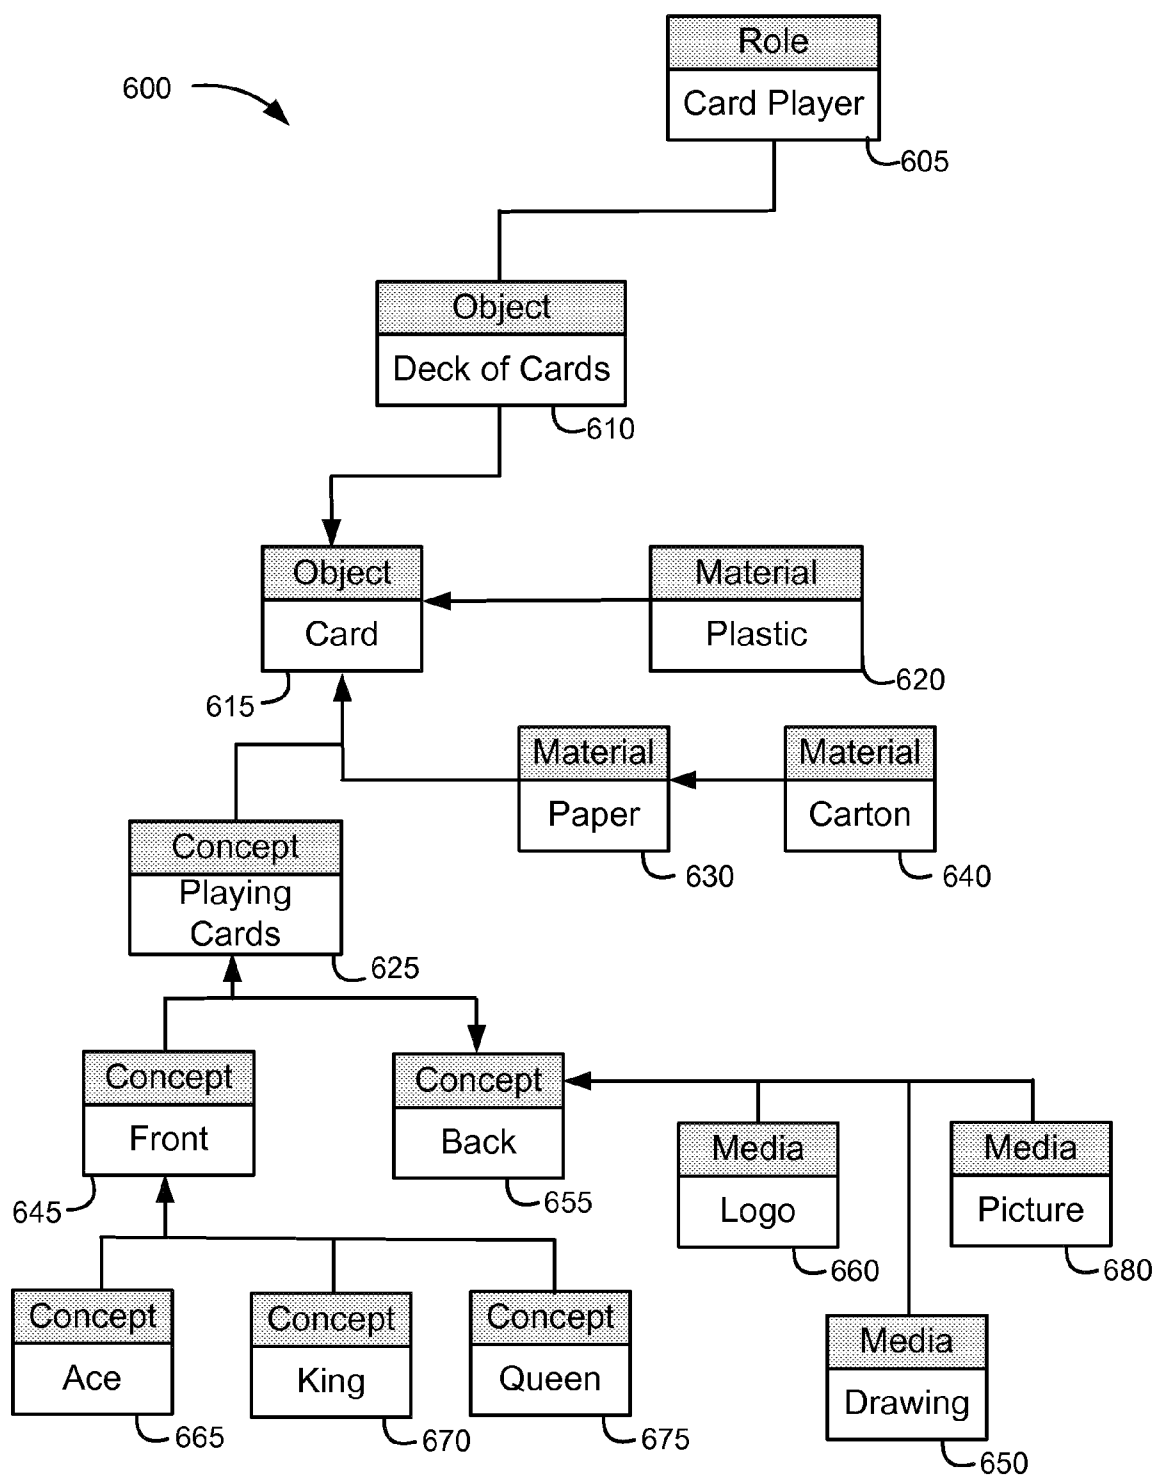 Role
600
Card Player
605
Object
Deck of Cards
610
Object
Card
615
Material
Plastic
620
Material
Paper
630
Material
Carton
640
Concept
Playing
Cards
625
Concept
Front
645
Concept
Back
655
Media
Logo
660
Media
Picture
680
Concept
Ace
665
Concept
King
670
Concept
Queen
675
Media
Drawing
650